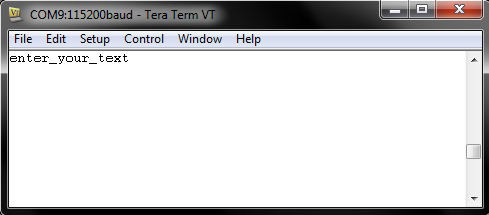 COM9:115200baud - Tera Term VT
File Edit Setup Control Window Help
enter_your_text